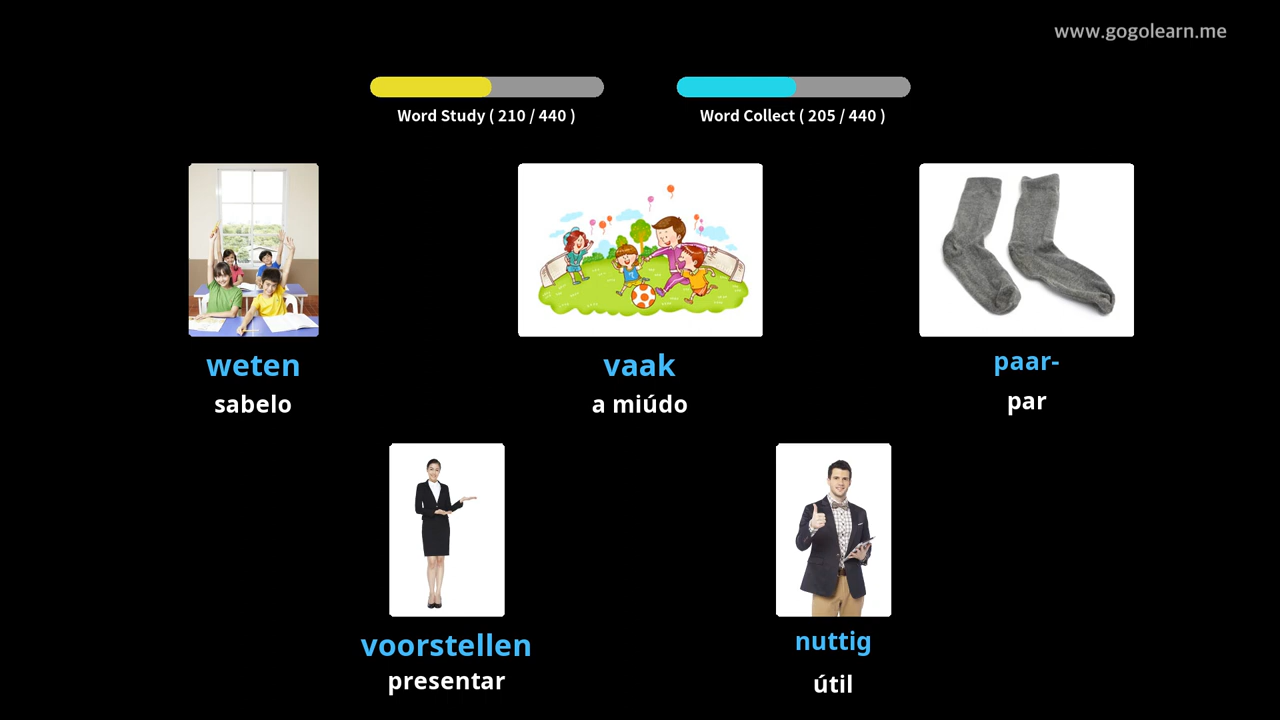 www.gogolearn.me
Word Study ( 210 / 440 )
Word Collect ( 205 / 440 )
weten
sabelo
vaak
a miúdo
paar-
par
voorstellen
presentar
nuttig
útil